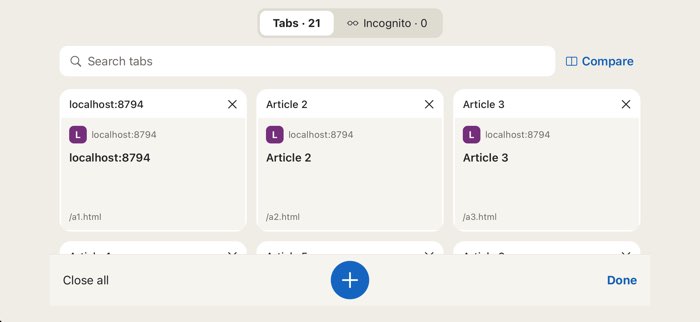 Tabs · 21
Incognito · 0
Search tabs
Compare
localhost:8794
Article 2
Article 3
L localhost:8794
L localhost:8794
L localhost:8794
localhost:8794
Article 2
Article 3
/a1.html
/a2.html
/a3.html
Close all
Done